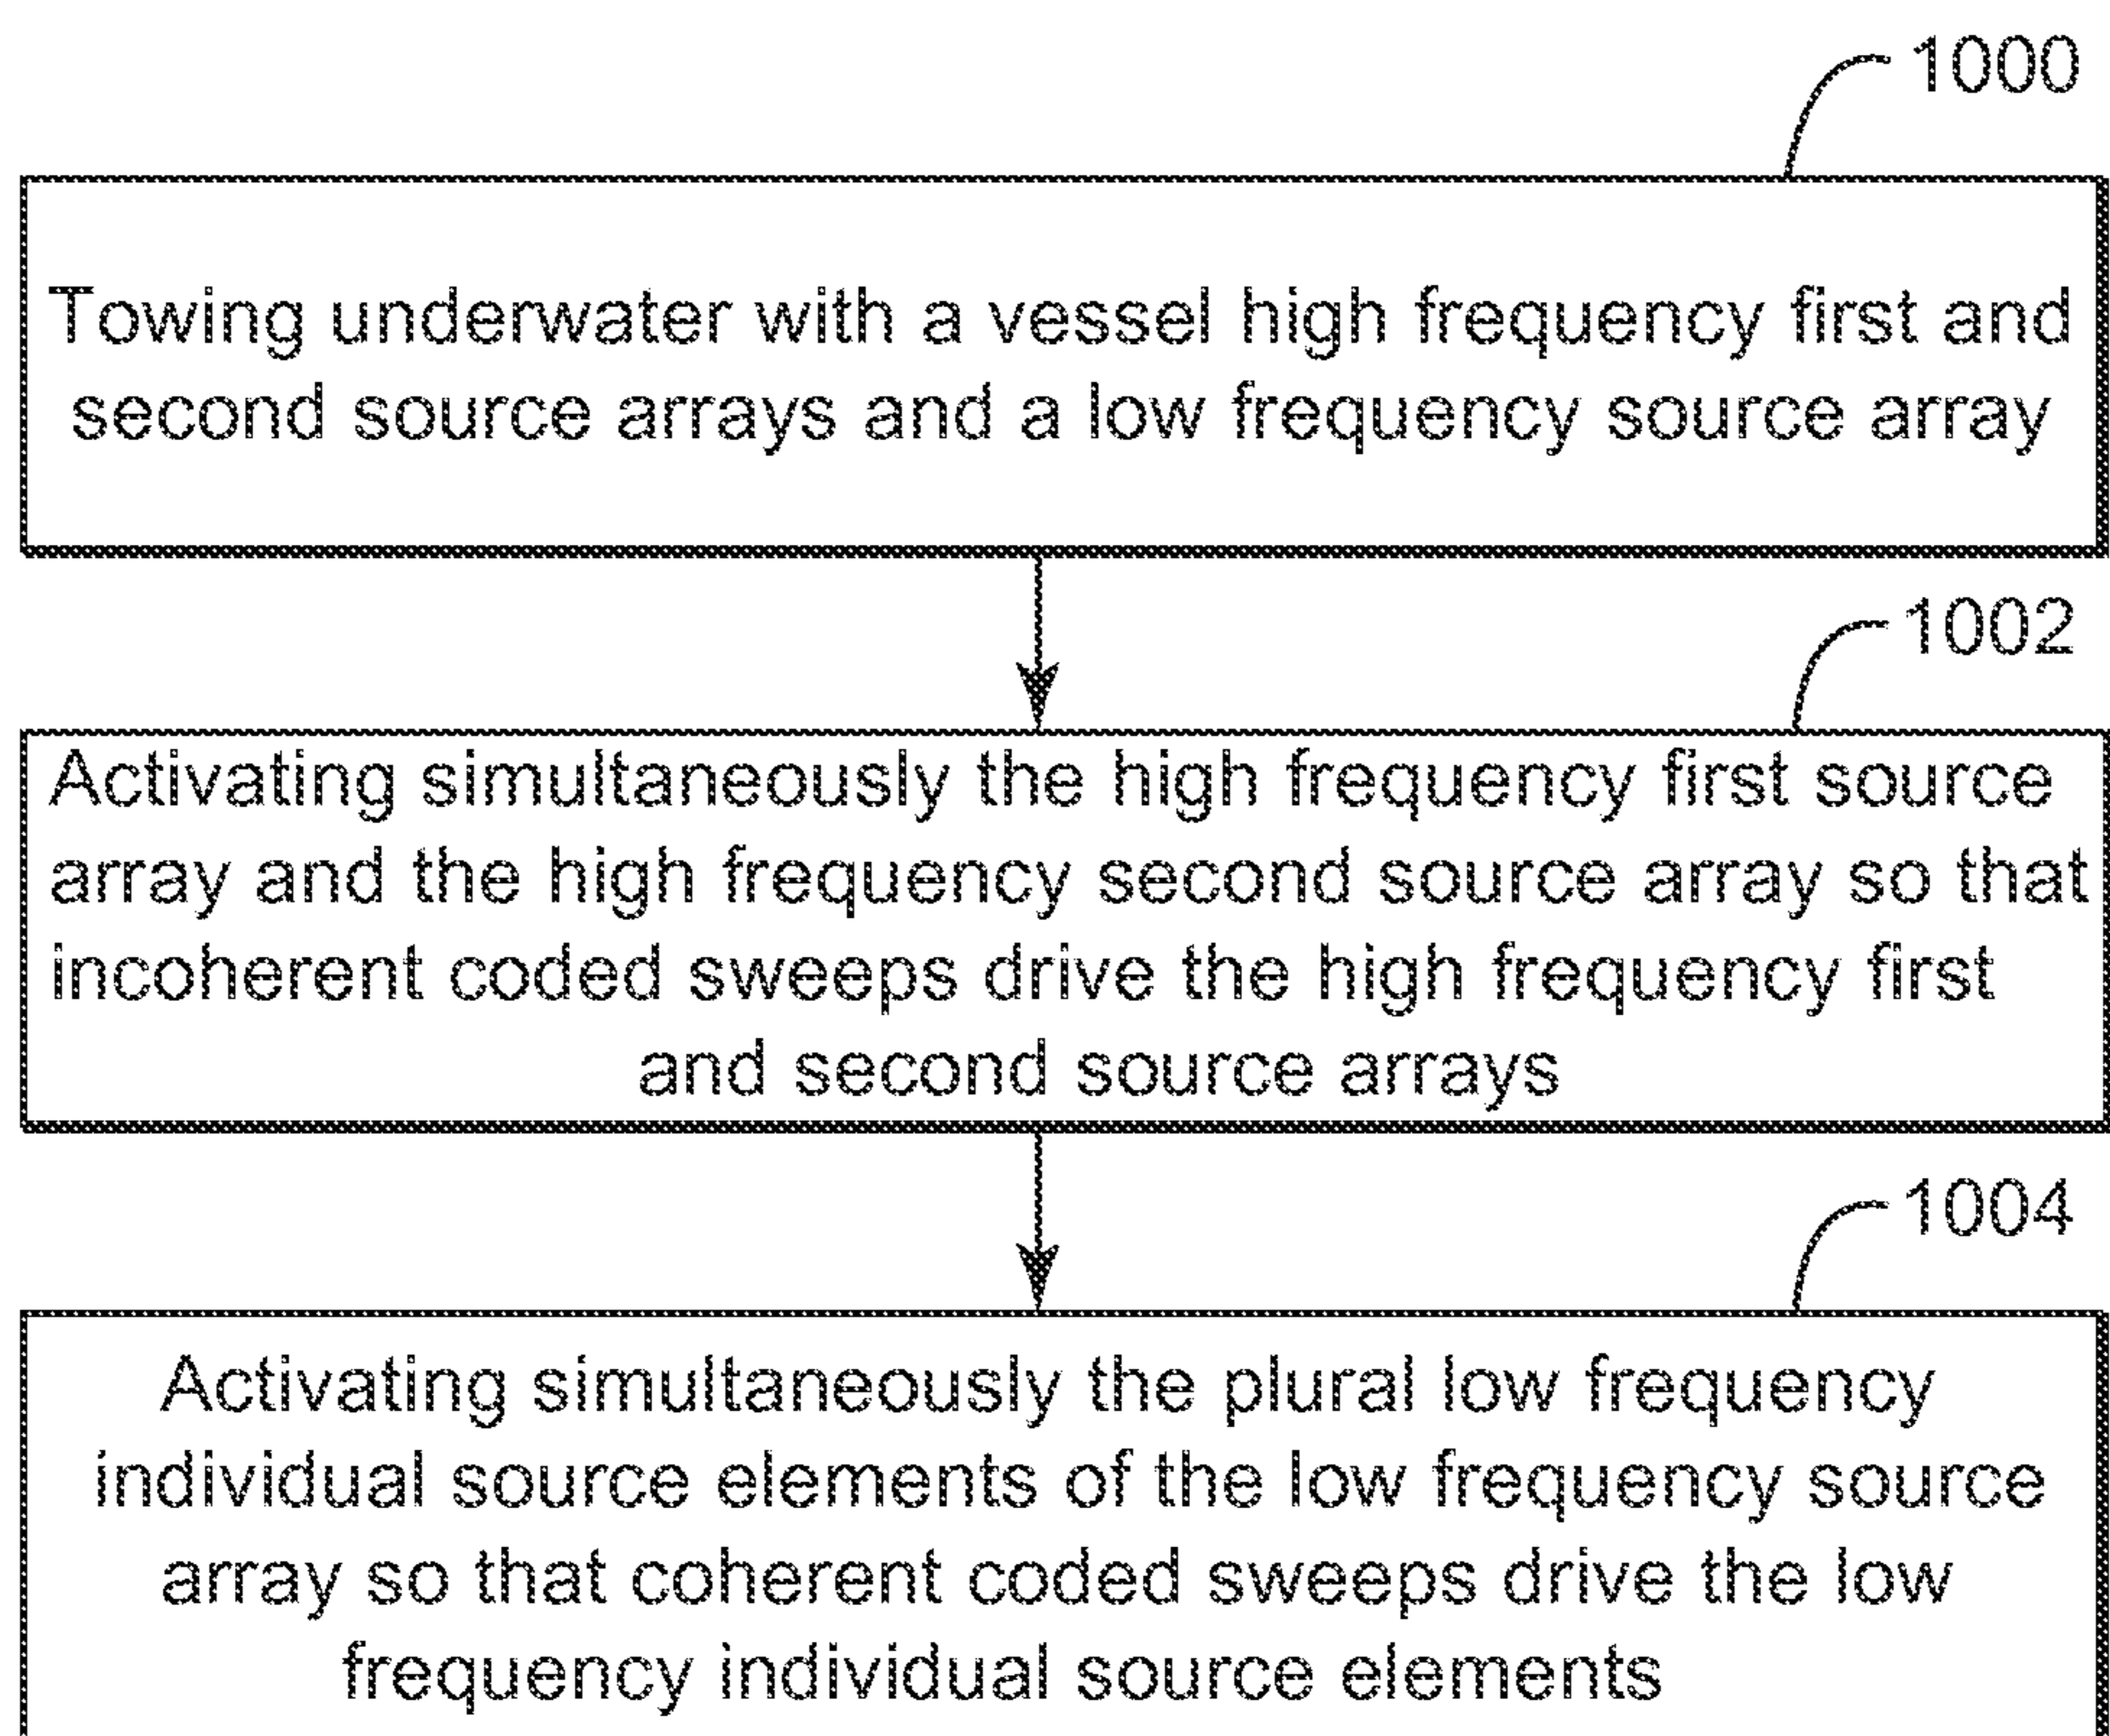 1000
Towing underwater with a vessel high frequency first and
second source arrays and a low frequency source array
1002
Activating simultaneously the high frequency first source
array and the high frequency second source array so that
incoherent coded sweeps drive the high frequency first
and second source arrays
1004
Activating simultaneously the plural low frequency
individual source elements of the low frequency source
array so that coherent coded sweeps drive the low
frequency individual source elements